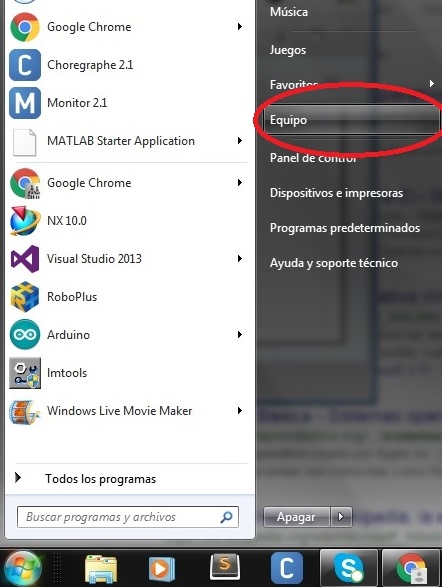 Google Chrome
Choregraphe 2.1
Monitor 2.1
MATLAB Starter Application
Google Chrome
NX 10.0
Visual Studio 2013
RoboPlus
Arduino
Imtools
Windows Live Movie Maker
Todos los programas
Buscar programas y archivos
Música
Juegos
Favoritos
Equipo
Panel de control
Dispositivos e impresoras
Programas predeterminados
Ayuda y soporte técnico
Apagar